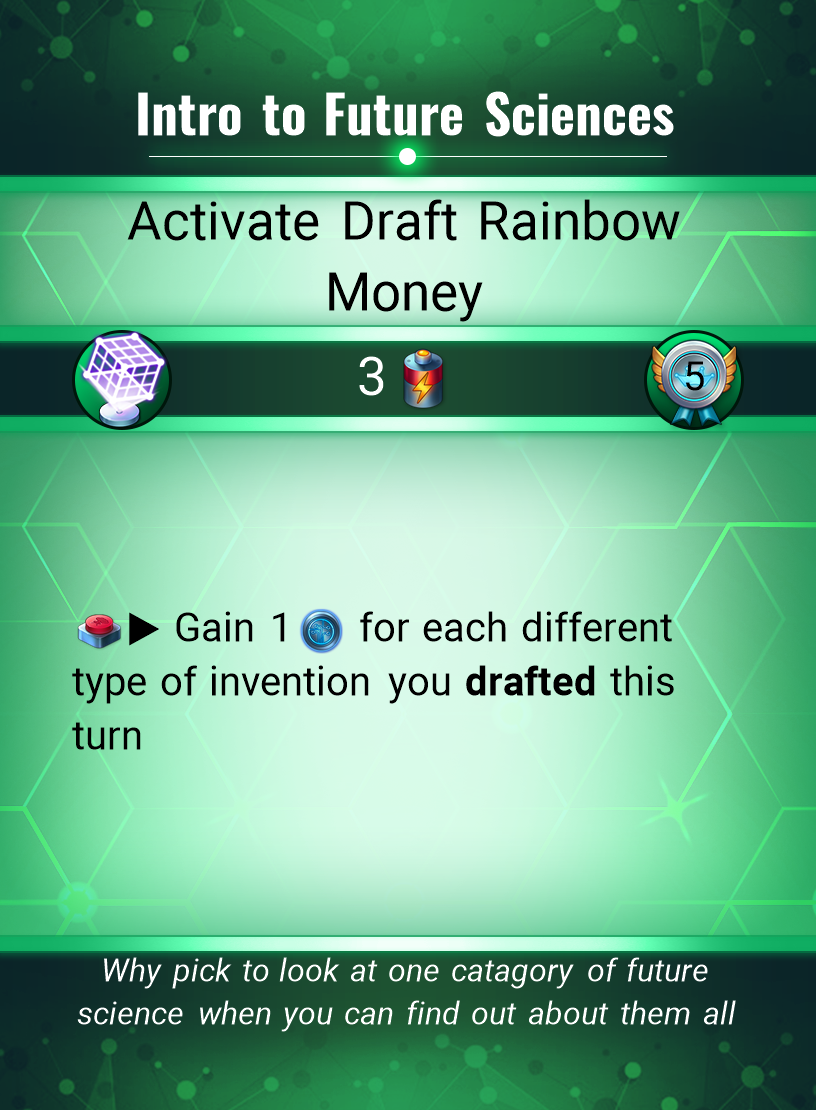 Intro to Future Sciences
Activate Draft Rainbow
Money
3
5
Gain 1 for each different
type of invention you drafted this
turn
Why pick to look at one catagory of future
science when you can find out about them all